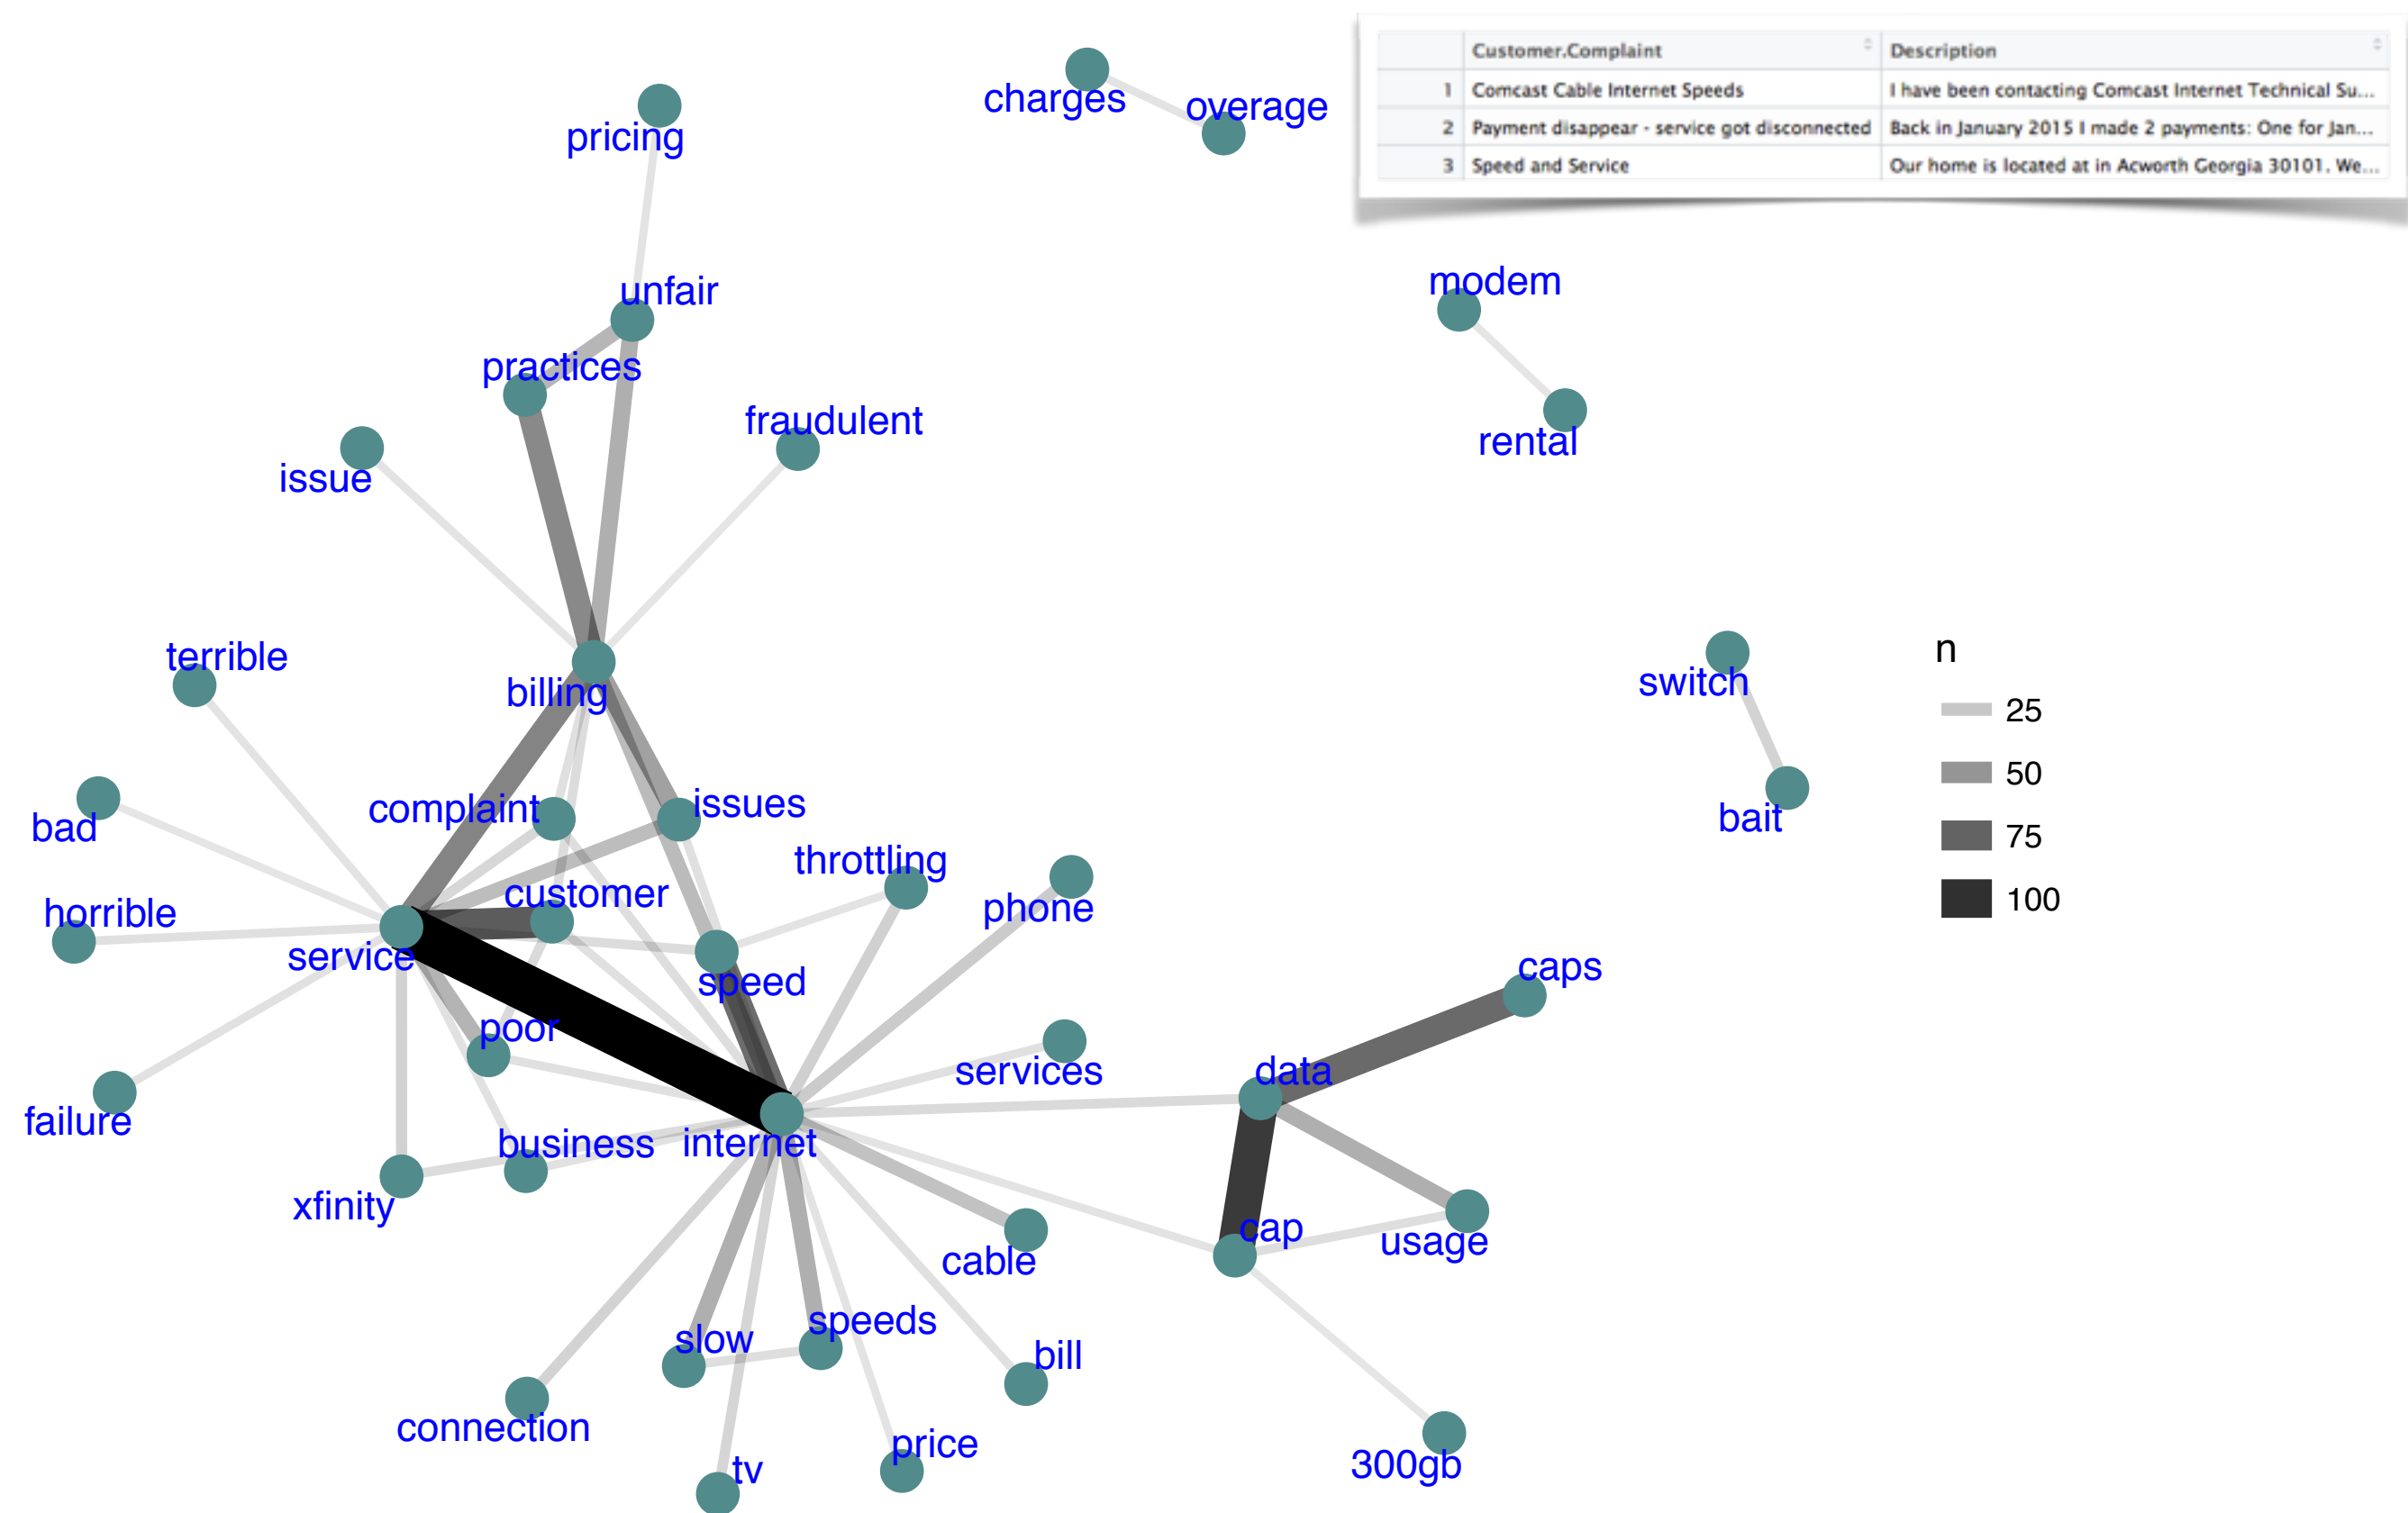 Customer.Complaint Description
1 Comcast Cable Internet Speeds I have been contacting Comcast Internet Technical Su...
2 Payment disappear - service got disconnected Back in January 2015 I made 2 payments: One for Jan...
3 Speed and Service Our home is located at in Acworth Georgia 30101. We...
charges
overage
pricing
modem
unfair
practices
fraudulent
rental
issue
n
terrible
switch
billing
25
50
issues
complaint
bait
bad
75
throttling
customer
100
phone
horrible
service
caps
speed
poor
services
data
failure
business
internet
xfinity
cap
usage
cable
speeds
slow
bill
connection
price
300gb
tv